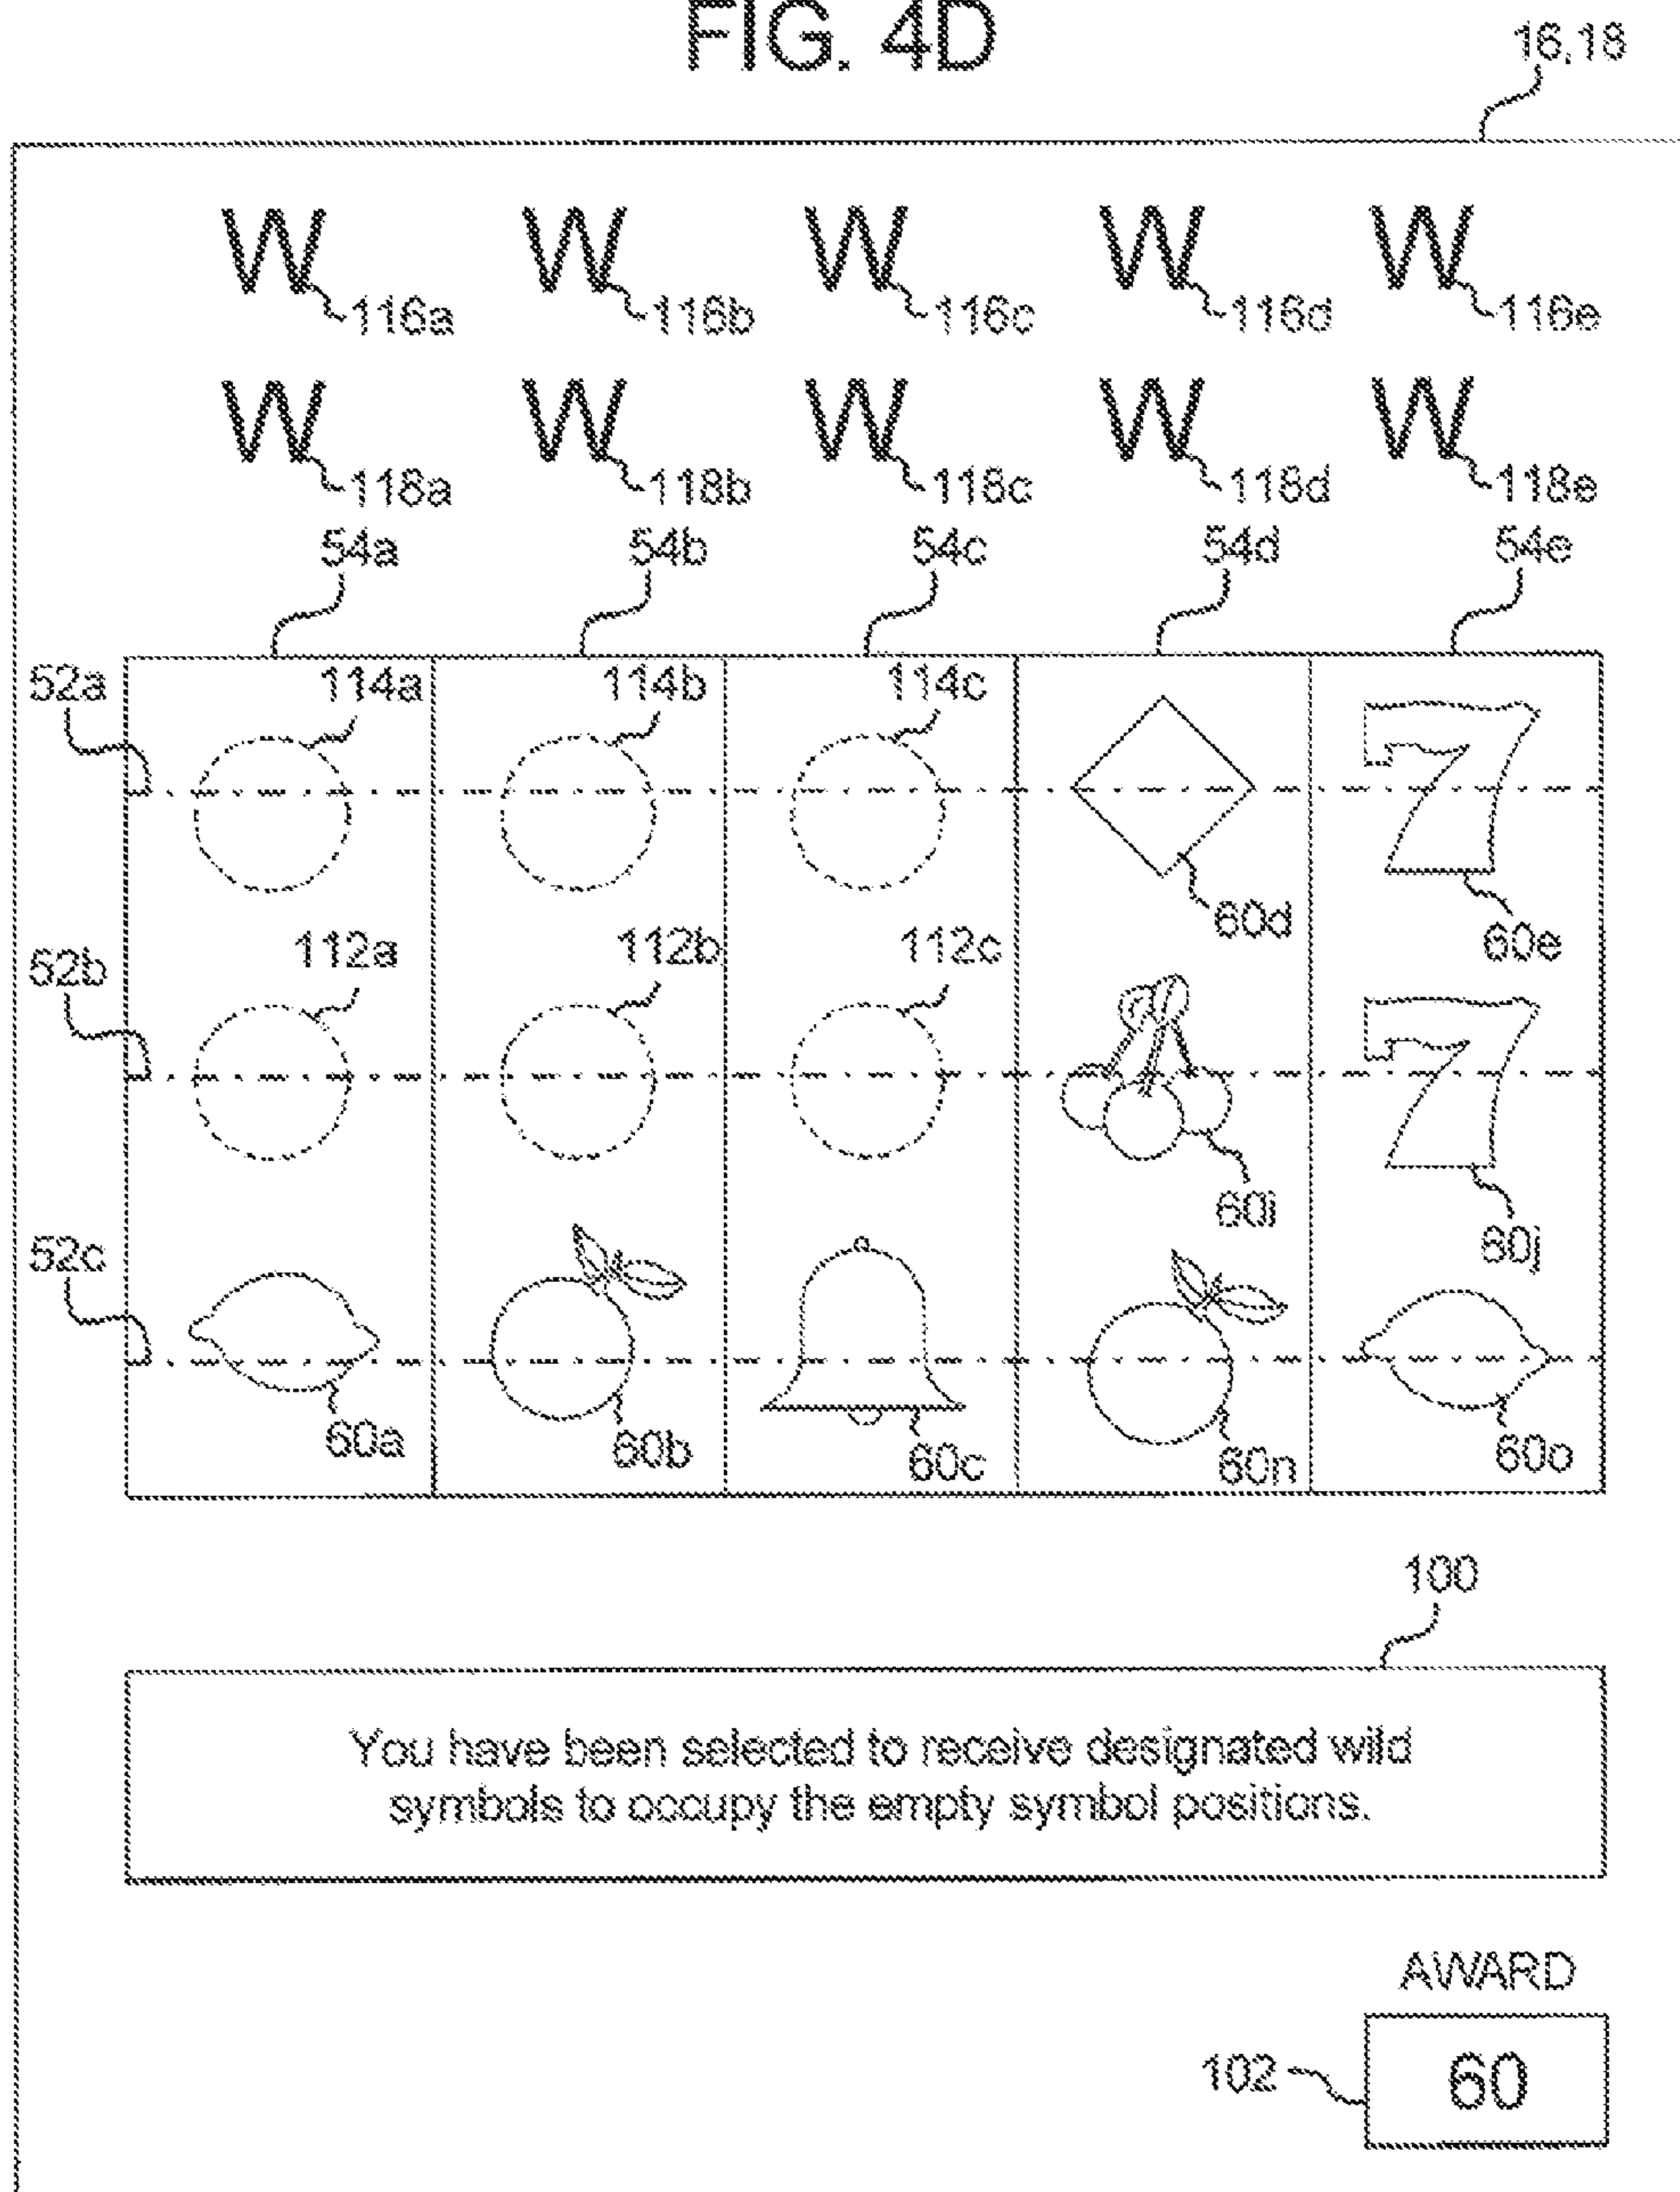 FIG. 4D
16,18
W W W W W
116a 116b 116c 116d 116e
W W W W W
118a 118b 118c 118d 118e
54a 54b 54c 54d 54e
52a 114a 114b 114c
60d 60e
52b 112a 112b 112c
60i 60j
52c
60a 60b 60c 60n 60o
100
You have been selected to receive designated wild
symbols to occupy the empty symbol positions.
AWARD
102 60